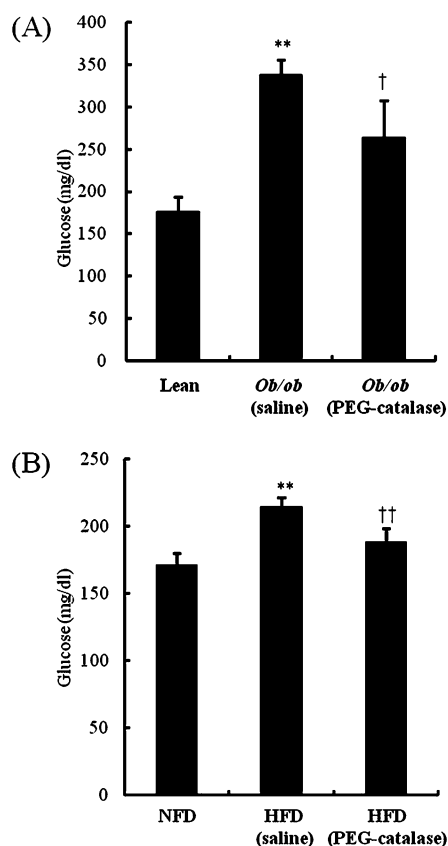 (A)
Glucose (mg/dl)
400
350
300
250
200
150
100
50
0
**
†
Lean
Ob/ob
(saline)
Ob/ob
(PEG-catalase)
(B)
Glucose (mg/dl)
250
200
150
100
50
0
**
††
NFD
HFD
(saline)
HFD
(PEG-catalase)